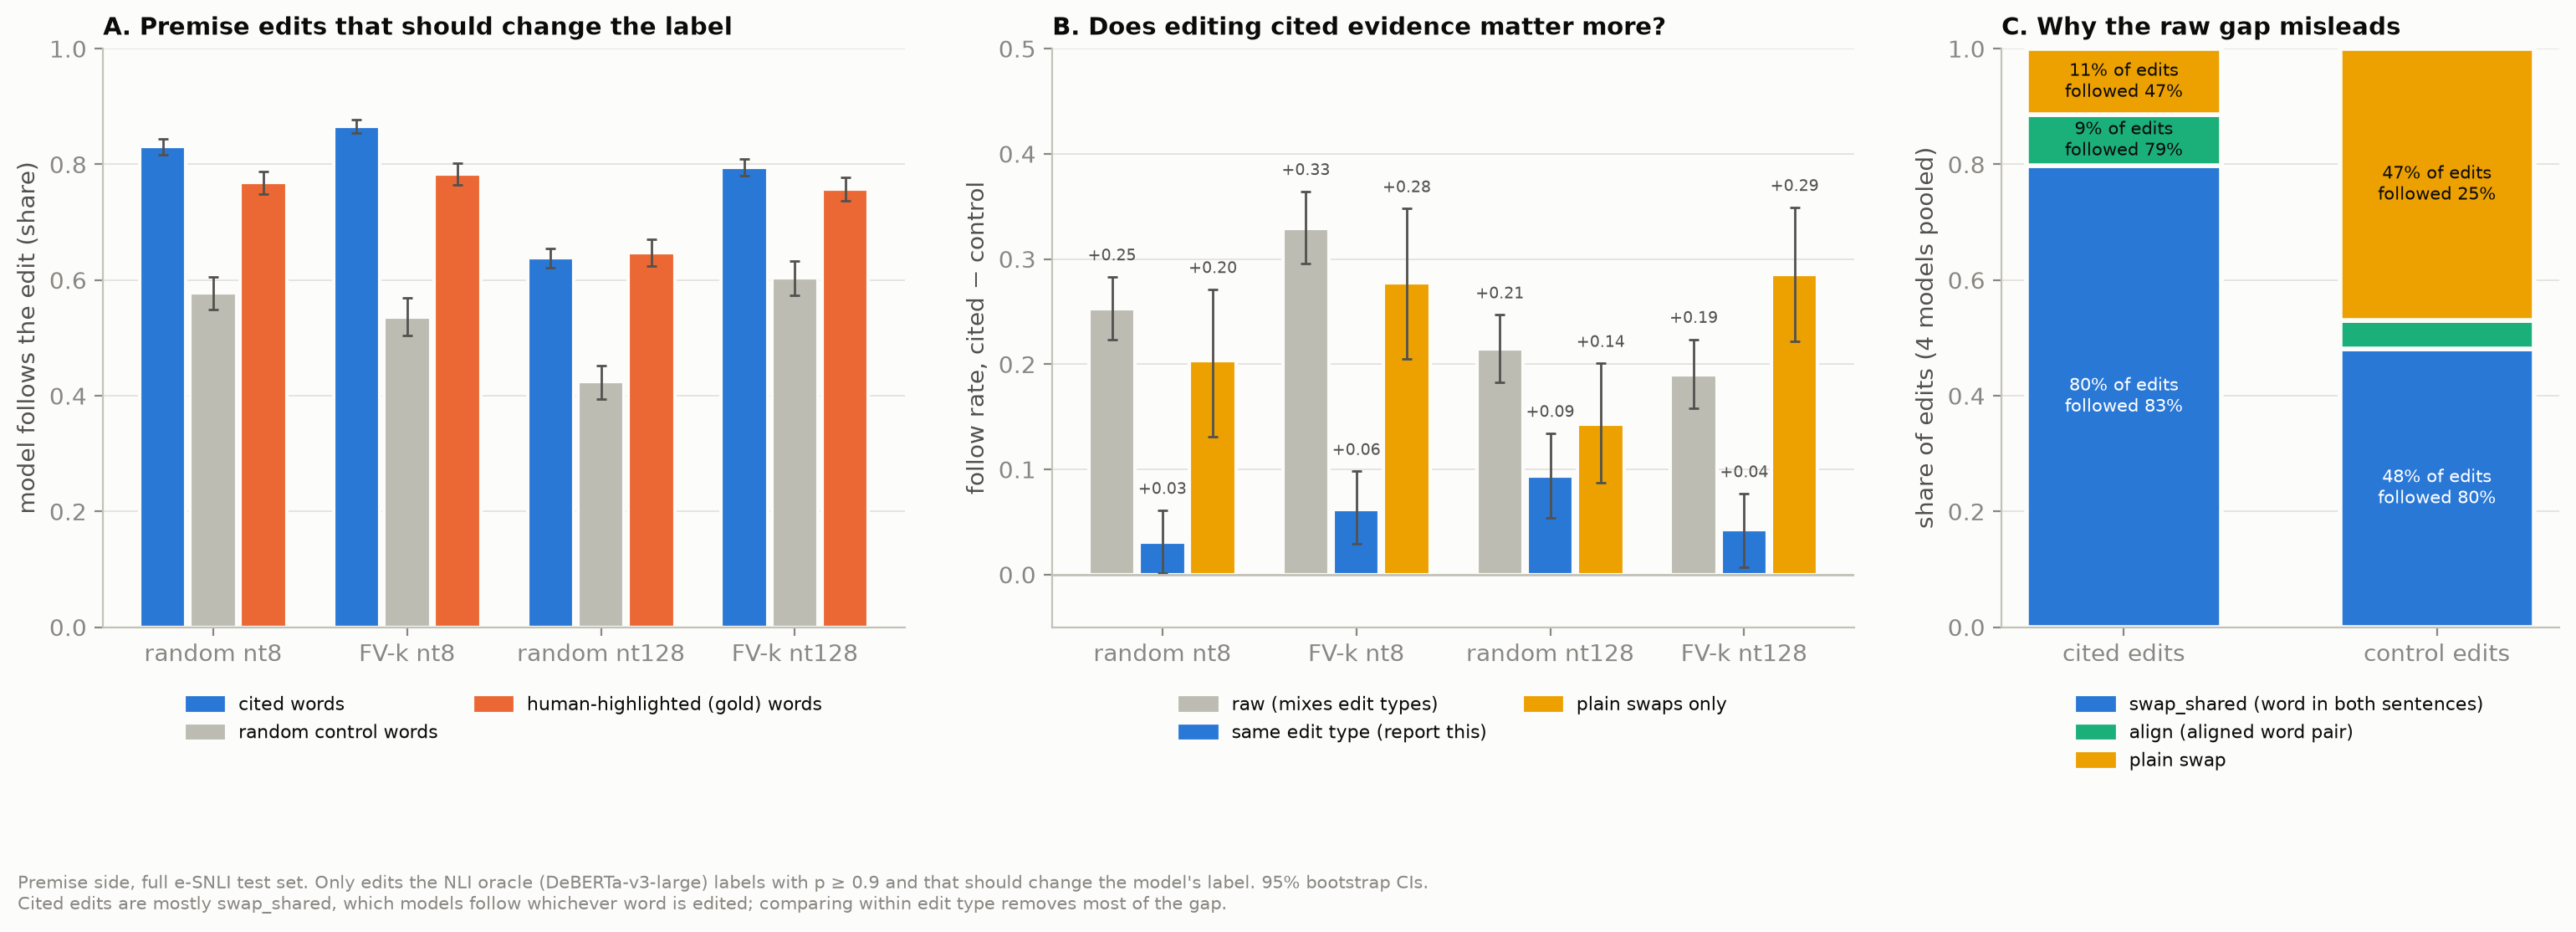 A. Premise edits that should change the label
model follows the edit (share)
1.0
0.8
0.6
0.4
0.2
0.0
random nt8
FV-k nt8
random nt128
FV-k nt128
cited words
random control words
human-highlighted (gold) words
B. Does editing cited evidence matter more?
follow rate, cited − control
0.5
0.4
0.3
0.2
0.1
0.0
+0.25
+0.03
+0.20
+0.33
+0.06
+0.28
+0.21
+0.09
+0.14
+0.19
+0.04
+0.29
random nt8
FV-k nt8
random nt128
FV-k nt128
raw (mixes edit types)
same edit type (report this)
plain swaps only
C. Why the raw gap misleads
share of edits (4 models pooled)
1.0
0.8
0.6
0.4
0.2
0.0
11% of edits
followed 47%
9% of edits
followed 79%
80% of edits
followed 83%
47% of edits
followed 25%
48% of edits
followed 80%
cited edits
control edits
swap_shared (word in both sentences)
align (aligned word pair)
plain swap
Premise side, full e-SNLI test set. Only edits the NLI oracle (DeBERTa-v3-large) labels with p ≥ 0.9 and that should change the model's label. 95% bootstrap CIs.
Cited edits are mostly swap_shared, which models follow whichever word is edited; comparing within edit type removes most of the gap.